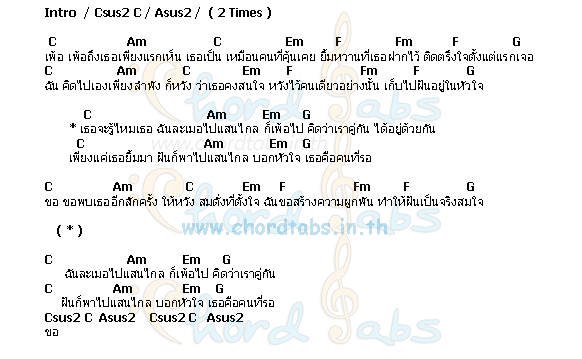 Intro / Csus2 C / Asus2 / ( 2 Times )
C Am C Em F Fm F G
เพ้อ เพ้อถึงเธอเพียงแรกเห็น เธอเป็น เหมือนคนที่คุ้นเคย ยิ้มหวานที่เธอฝากไว้ ติดตรึงใจตั้งแต่แรกเจอ
C Am C Em F Fm F G
ฉัน คิดไปเองเพียงลำพัง ก็หวัง ว่าเธอคงสนใจ หวังไว้คนเดียวอย่างนั้น เก็บไปฝันอยู่ในหัวใจ
C Am Em G
* เธอจะรู้ไหมเธอ ฉันละเมอไปแสนไกล ก็เพ้อไป คิดว่าเราคู่กัน ได้อยู่ด้วยกัน
C Am Em G
เพียงแค่เธอยิ้มมา ฝันก็พาไปแสนไกล บอกหัวใจ เธอคือคนที่รอ
C Am C Em F Fm F G
ขอ ขอพบเธออีกสักครั้ง ให้หวัง สมดั่งที่ตั้งใจ ฉันขอสร้างความผูกพัน ทำให้ฝันเป็นจริงสมใจ
( * )
www.chordtabs.in.th
C Am Em G
ฉันละเมอไปแสนไกล ก็เพ้อไป คิดว่าเราคู่กัน
C Am Em G
ฝันก็พาไปแสนไกล บอกหัวใจ เธอคือคนที่รอ
Csus2 C Asus2 Csus2 C Asus2
ขอ